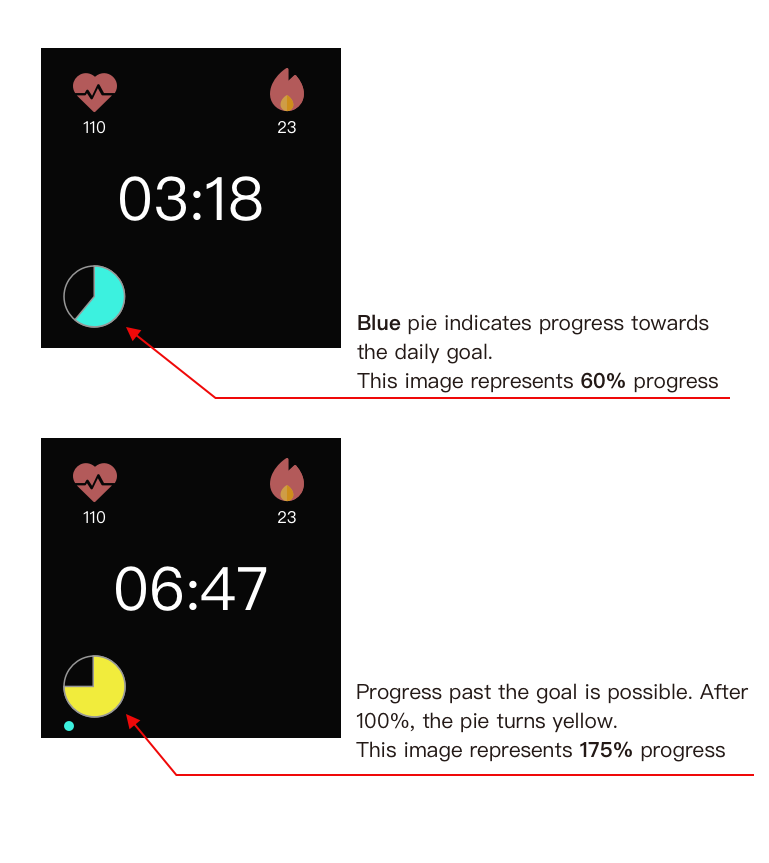 110
23
03:18
Blue pie indicates progress towards
the daily goal.
This image represents 60% progress
110
23
06:47
Progress past the goal is possible. After
100%, the pie turns yellow.
This image represents 175% progress